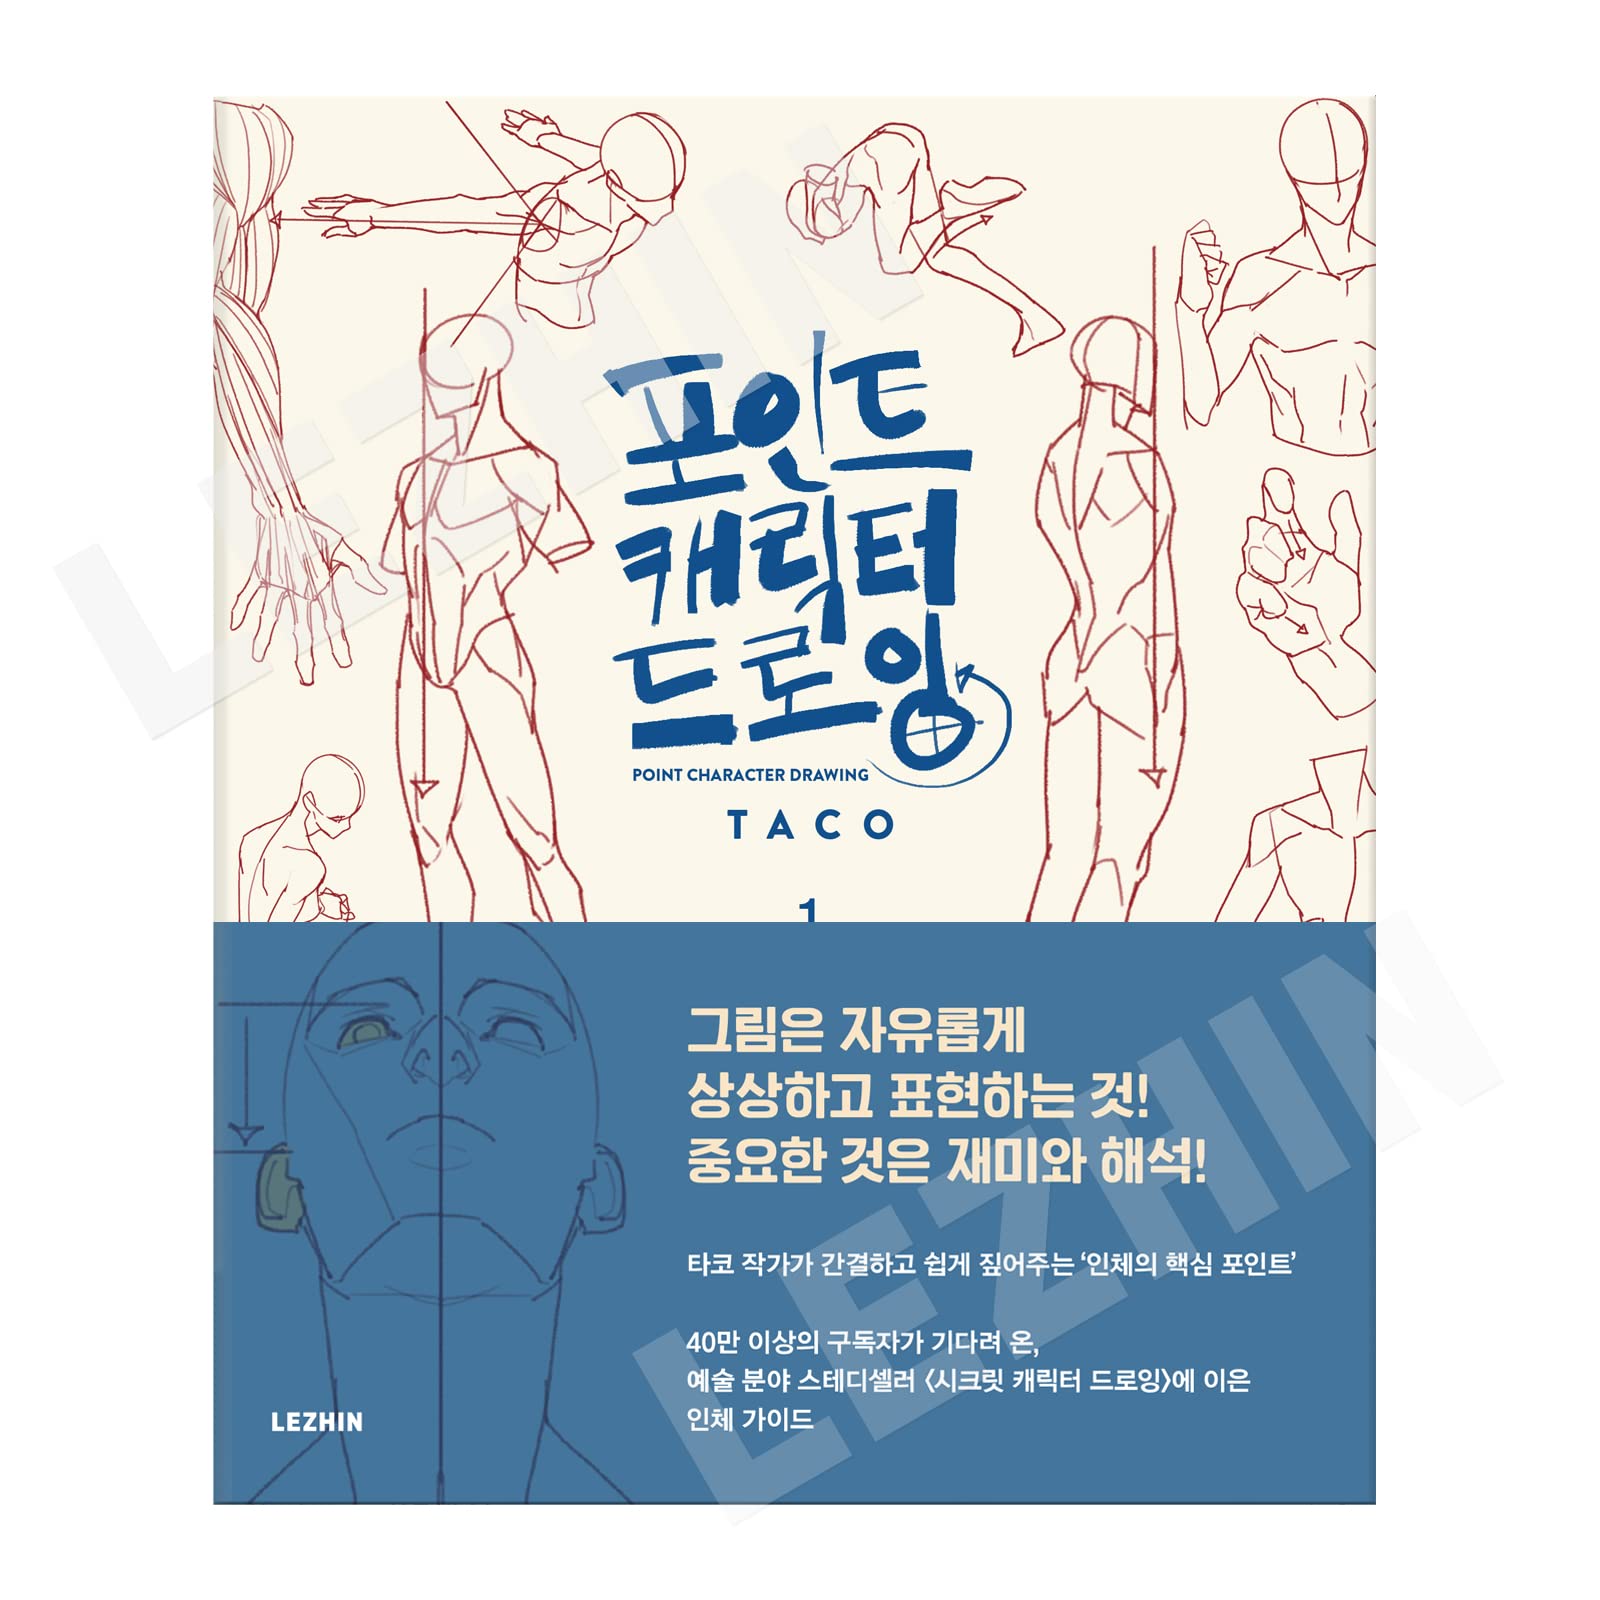 포인트
캐릭터
드로잉
POINT CHARACTER DRAWING
TACO
1
그림은 자유롭게
상상하고 표현하는 것!
중요한 것은 재미와 해석!
타코 작가가 간결하고 쉽게 짚어주는 ‘인체의 핵심 포인트’
40만 이상의 구독자가 기다려 온,
예술 분야 스테디셀러 〈시크릿 캐릭터 드로잉〉에 이은
인체 가이드
LEZHIN
LEZHIN
LEZHIN